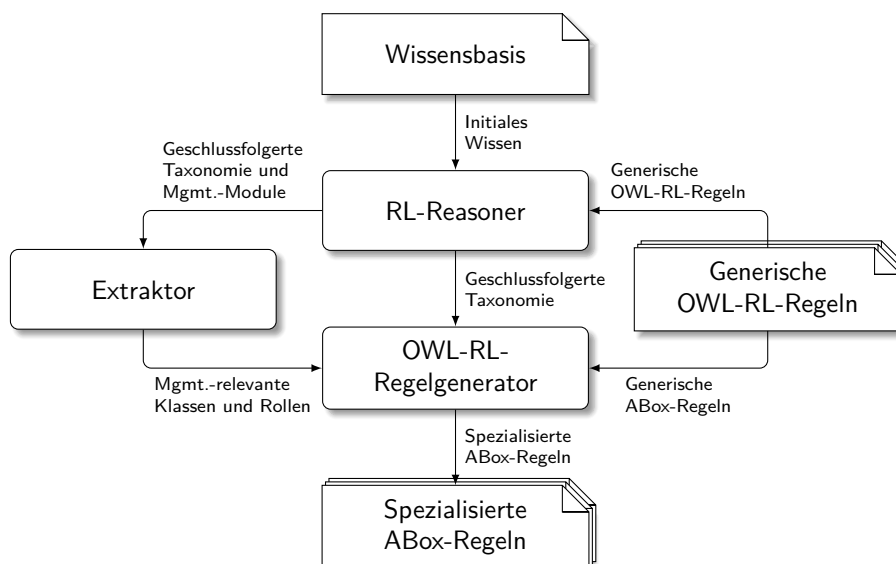 Wissensbasis
Initiales
Wissen
Geschlussfolgerte
Taxonomie und
Mgmt.-Module
RL-Reasoner
Generische
OWL-RL-Regeln
Extraktor
Geschlussfolgerte
Taxonomie
Generische
OWL-RL-Regeln
OWL-RL-
Regelgenerator
Mgmt.-relevante
Klassen und Rollen
Generische
ABox-Regeln
Spezialisierte
ABox-Regeln
Spezialisierte
ABox-Regeln